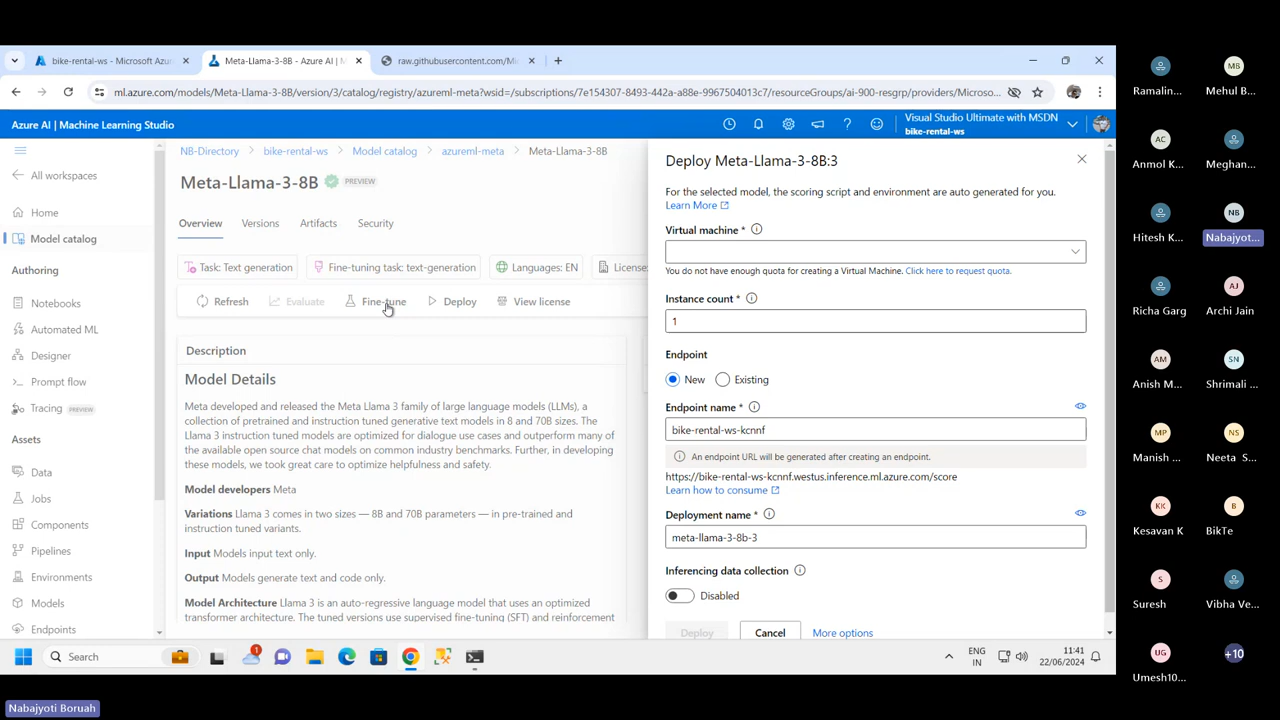 bike-rental-ws - Microsoft Azur
Meta-Llama-3-8B - Azure AI | M
raw.githubusercontent.com/M
ml.azure.com/models/Meta-Llama-3-8B/version/3/catalog/registry/azureml-meta?wsid=/subscriptions/7e154307-8493-442a-a88e-9967504013c7/resourceGroups/ai-900-resgrp/providers/Microso...
Azure AI | Machine Learning Studio
Visual Studio Ultimate with MSDN
bike-rental-ws
All workspaces
Home
Model catalog
Authoring
Notebooks
Automated ML
Designer
Prompt flow
Tracing PREVIEW
Assets
Data
Jobs
Components
Pipelines
Environments
Models
Endpoints
NB-Directory
bike-rental-ws
Model catalog
azureml-meta
Meta-Llama-3-8B
Meta-Llama-3-8B PREVIEW
Overview
Versions
Artifacts
Security
Task: Text generation
Fine-tuning task: text-generation
Languages: EN
License:
Refresh
Evaluate
Fine-tune
Deploy
View license
Description
Model Details
Meta developed and released the Meta Llama 3 family of large language models (LLMs), a
collection of pretrained and instruction tuned generative text models in 8 and 70B sizes. The
Llama 3 instruction tuned models are optimized for dialogue use cases and outperform many of
the available open source chat models on common industry benchmarks. Further, in developing
these models, we took great care to optimize helpfulness and safety.
Model developers Meta
Variations Llama 3 comes in two sizes — 8B and 70B parameters — in pre-trained and
instruction tuned variants.
Input Models input text only.
Output Models generate text and code only.
Model Architecture Llama 3 is an auto-regressive language model that uses an optimized
transformer architecture. The tuned versions use supervised fine-tuning (SFT) and reinforcement
Deploy Meta-Llama-3-8B:3
For the selected model, the scoring script and environment are auto generated for you.
Learn More
Virtual machine *
You do not have enough quota for creating a Virtual Machine. Click here to request quota.
Instance count *
1
Endpoint
New
Existing
Endpoint name *
bike-rental-ws-kcnnf
An endpoint URL will be generated after creating an endpoint.
https://bike-rental-ws-kcnnf.westus.inference.ml.azure.com/score
Learn how to consume
Deployment name *
meta-llama-3-8b-3
Inferencing data collection
Disabled
Deploy
Cancel
More options
Search
1
ENG
IN
11:41
22/06/2024
Ramalin...
MB
Mehul B...
AC
Anmol K...
Meghan...
Hitesh K...
NB
Nabajyot...
Richa Garg
AJ
Archi Jain
AM
Anish M...
SN
Shrimali ...
MP
Manish ...
NS
Neeta S...
KK
Kesavan K
B
BikTe
S
Suresh
Vibha Ve...
UG
Umesh10...
+10
Nabajyoti Boruah